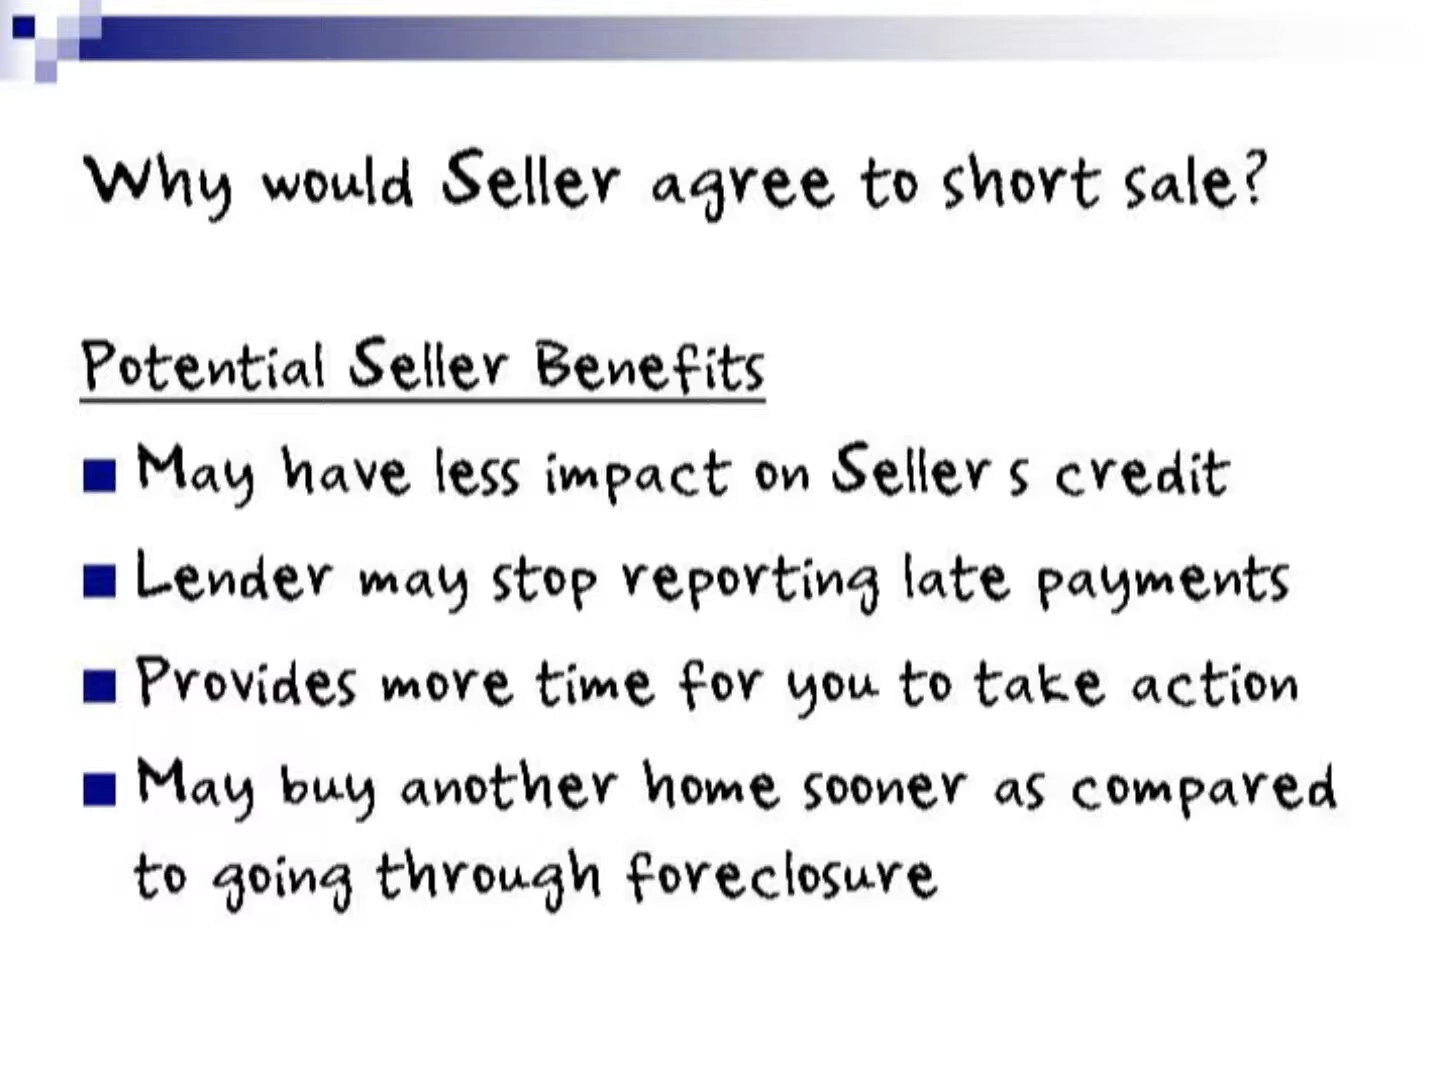 Why would Seller agree to short sale?
Potential Seller Benefits
May have less impact on Seller s credit
Lender may stop reporting late payments
Provides more time for you to take action
May buy another home sooner as compared
to going through foreclosure